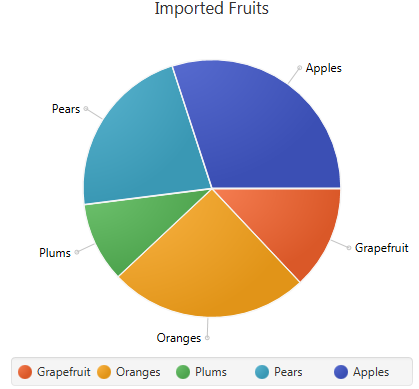 Imported Fruits
Apples
Pears
Grapefruit
Plums
Oranges
Grapefruit Oranges Plums Pears Apples